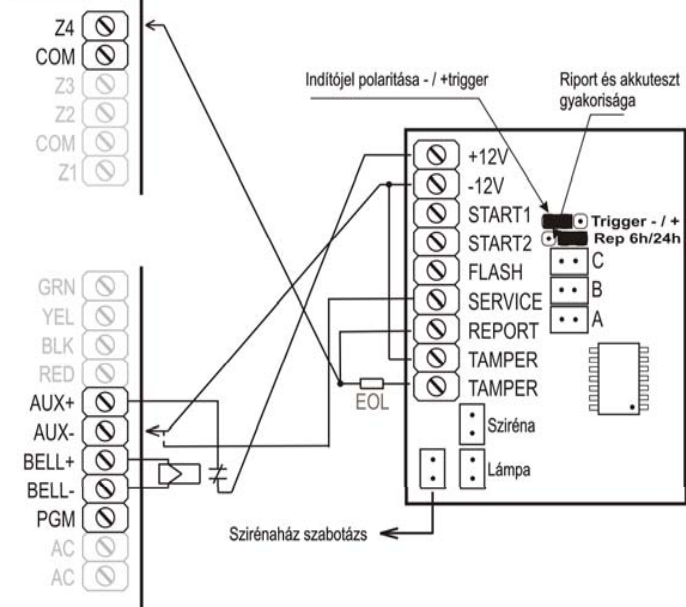 Z4
COM
Z3
Z2
COM
Z1
GRN
YEL
BLK
RED
AUX+
AUX-
BELL+
BELL-
PGM
AC
AC
Indítójel polaritása - / +trigger
Riport és akkuteszt
gyakorisága
+12V
-12V
START1
START2
FLASH
SERVICE
REPORT
TAMPER
TAMPER
Trigger - / +
Rep 6h/24h
C
B
A
EOL
Sziréna
Lámpa
Szirénaház szabotázs